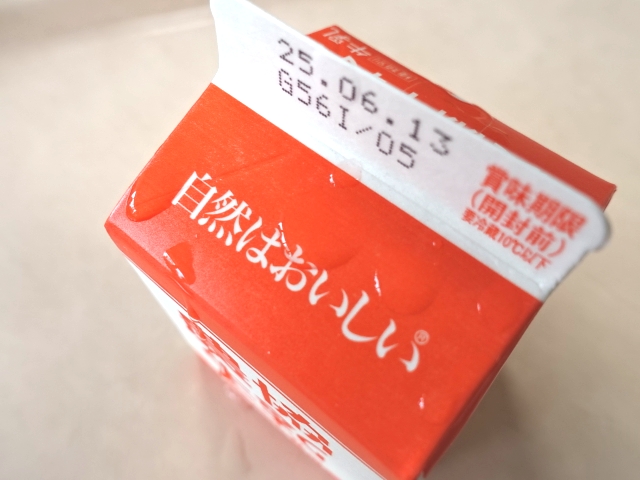 25.06.13
G56I/05
賞味期限
(開封前)
要冷蔵10℃以下
自然はおいしい®